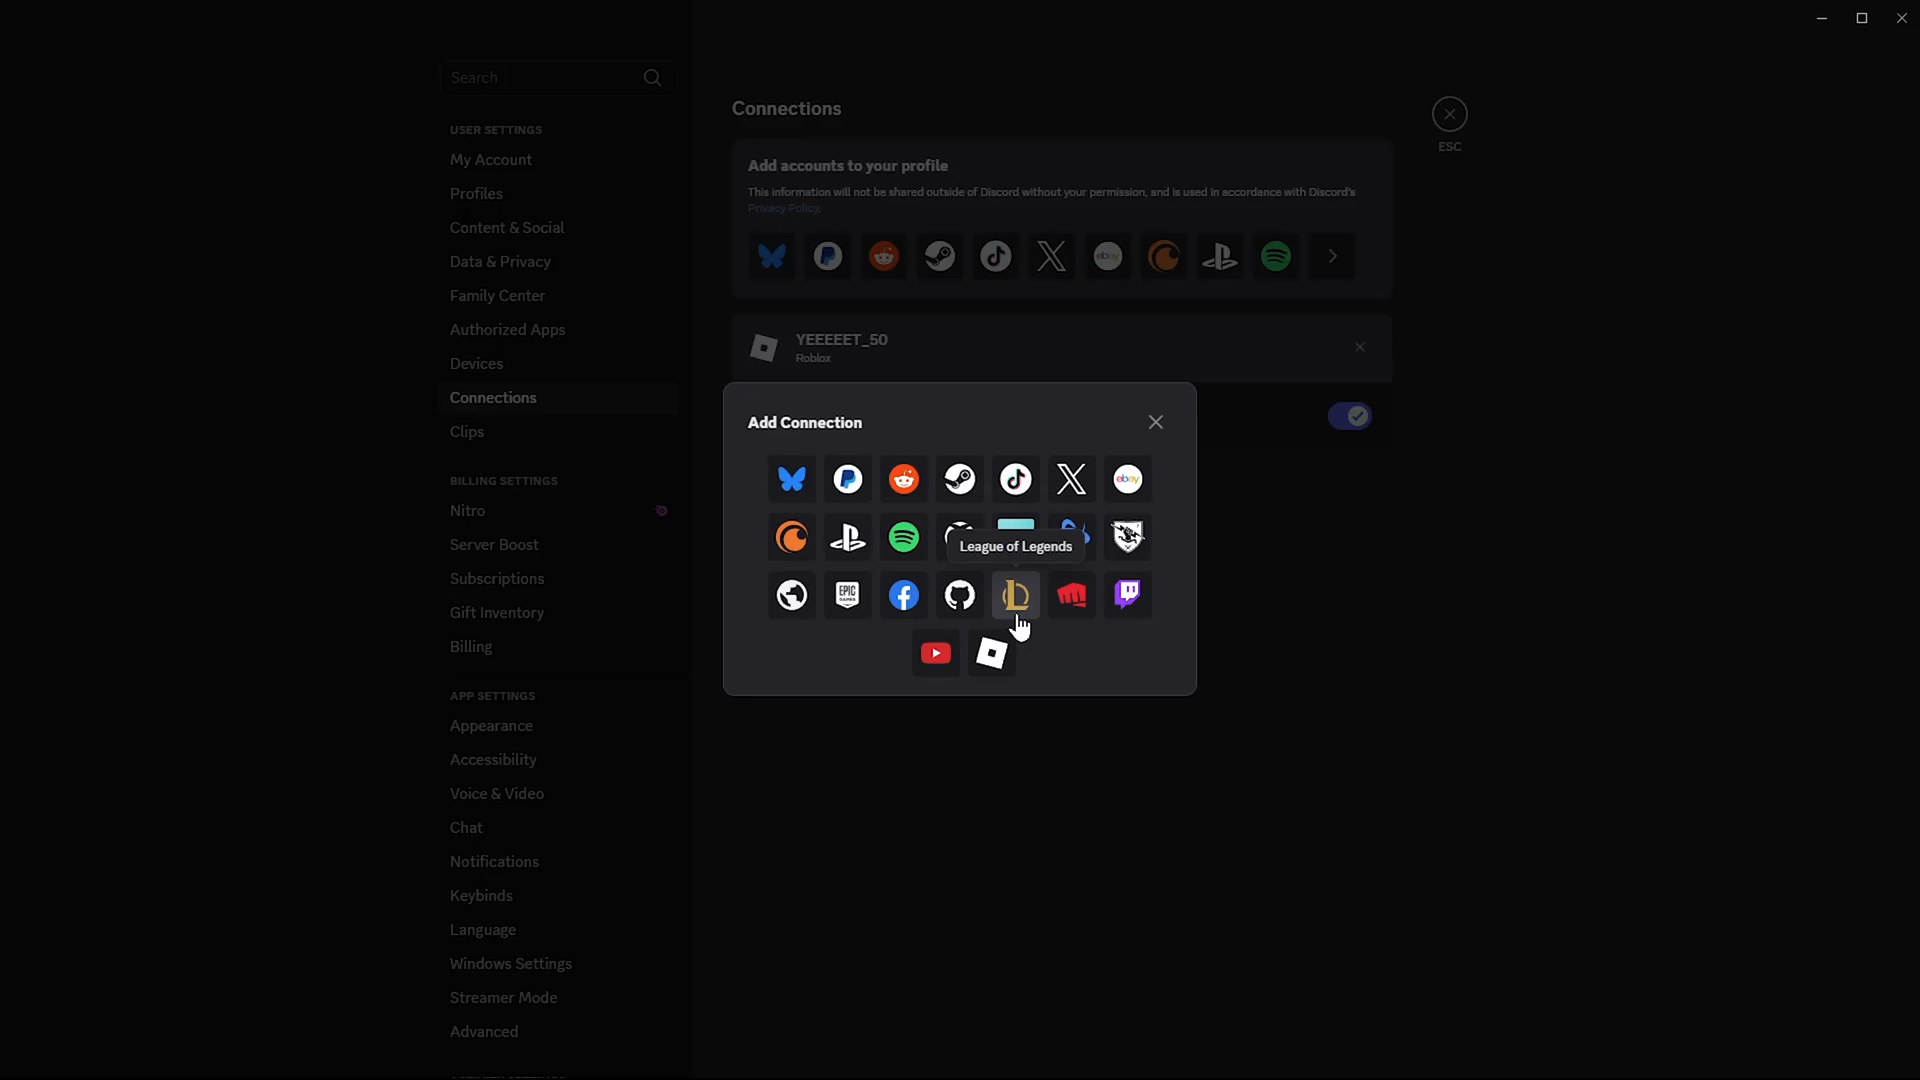 Search
USER SETTINGS
My Account
Profiles
Content & Social
Data & Privacy
Family Center
Authorized Apps
Devices
Connections
Clips
BILLING SETTINGS
Nitro
Server Boost
Subscriptions
Gift Inventory
Billing
APP SETTINGS
Appearance
Accessibility
Voice & Video
Chat
Notifications
Keybinds
Language
Windows Settings
Streamer Mode
Advanced
Connections
ESC
Add accounts to your profile
This information will not be shared outside of Discord without your permission, and is used in accordance with Discord's
Privacy Policy.
ebay
YEEEEET_50
Roblox
Add Connection
ebay
League of Legends
EPIC
GAMES